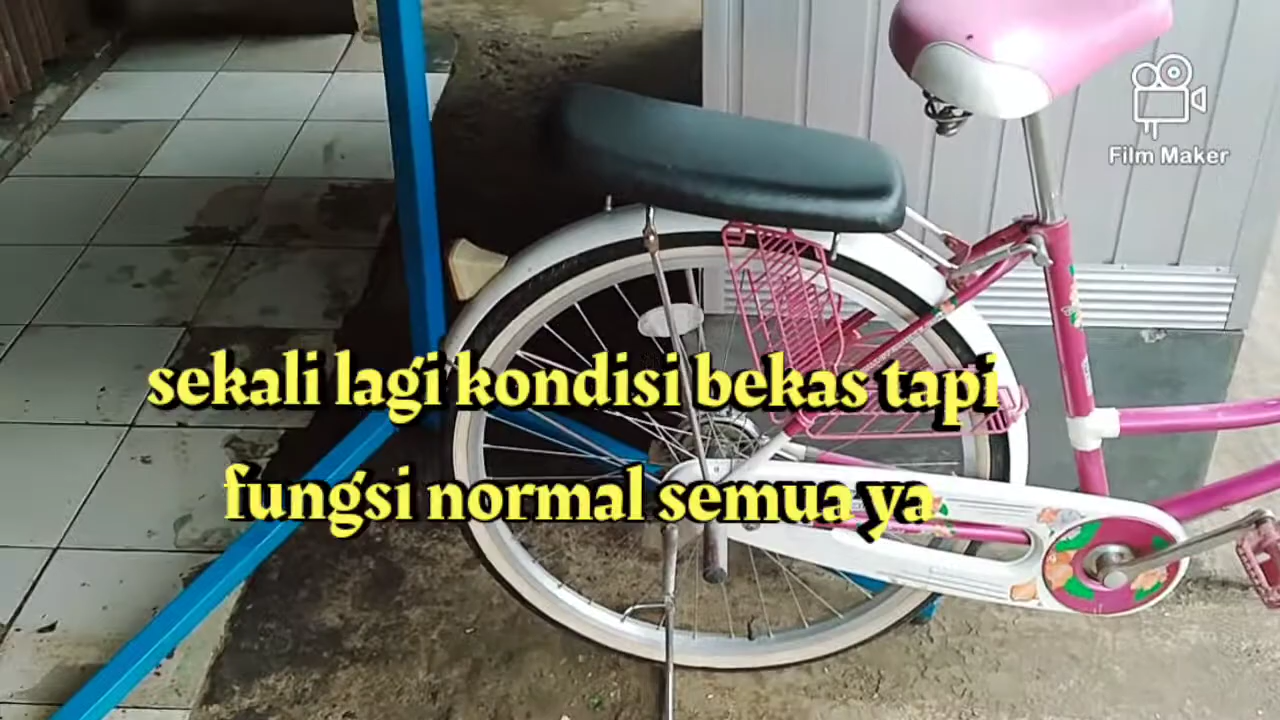 Film Maker
sekali lagi kondisi bekas tapi
fungsi normal semua ya